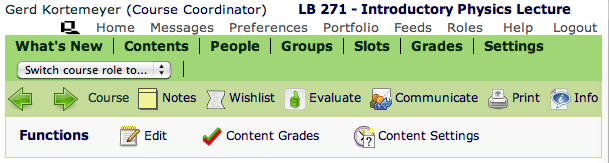 Gerd Kortemeyer (Course Coordinator) LB 271 - Introductory Physics Lecture
Home Messages Preferences Portfolio Feeds Roles Help Logout
What's New Contents People Groups Slots Grades Settings
Switch course role to...
Course Notes Wishlist Evaluate Communicate Print Info
Functions Edit Content Grades Content Settings